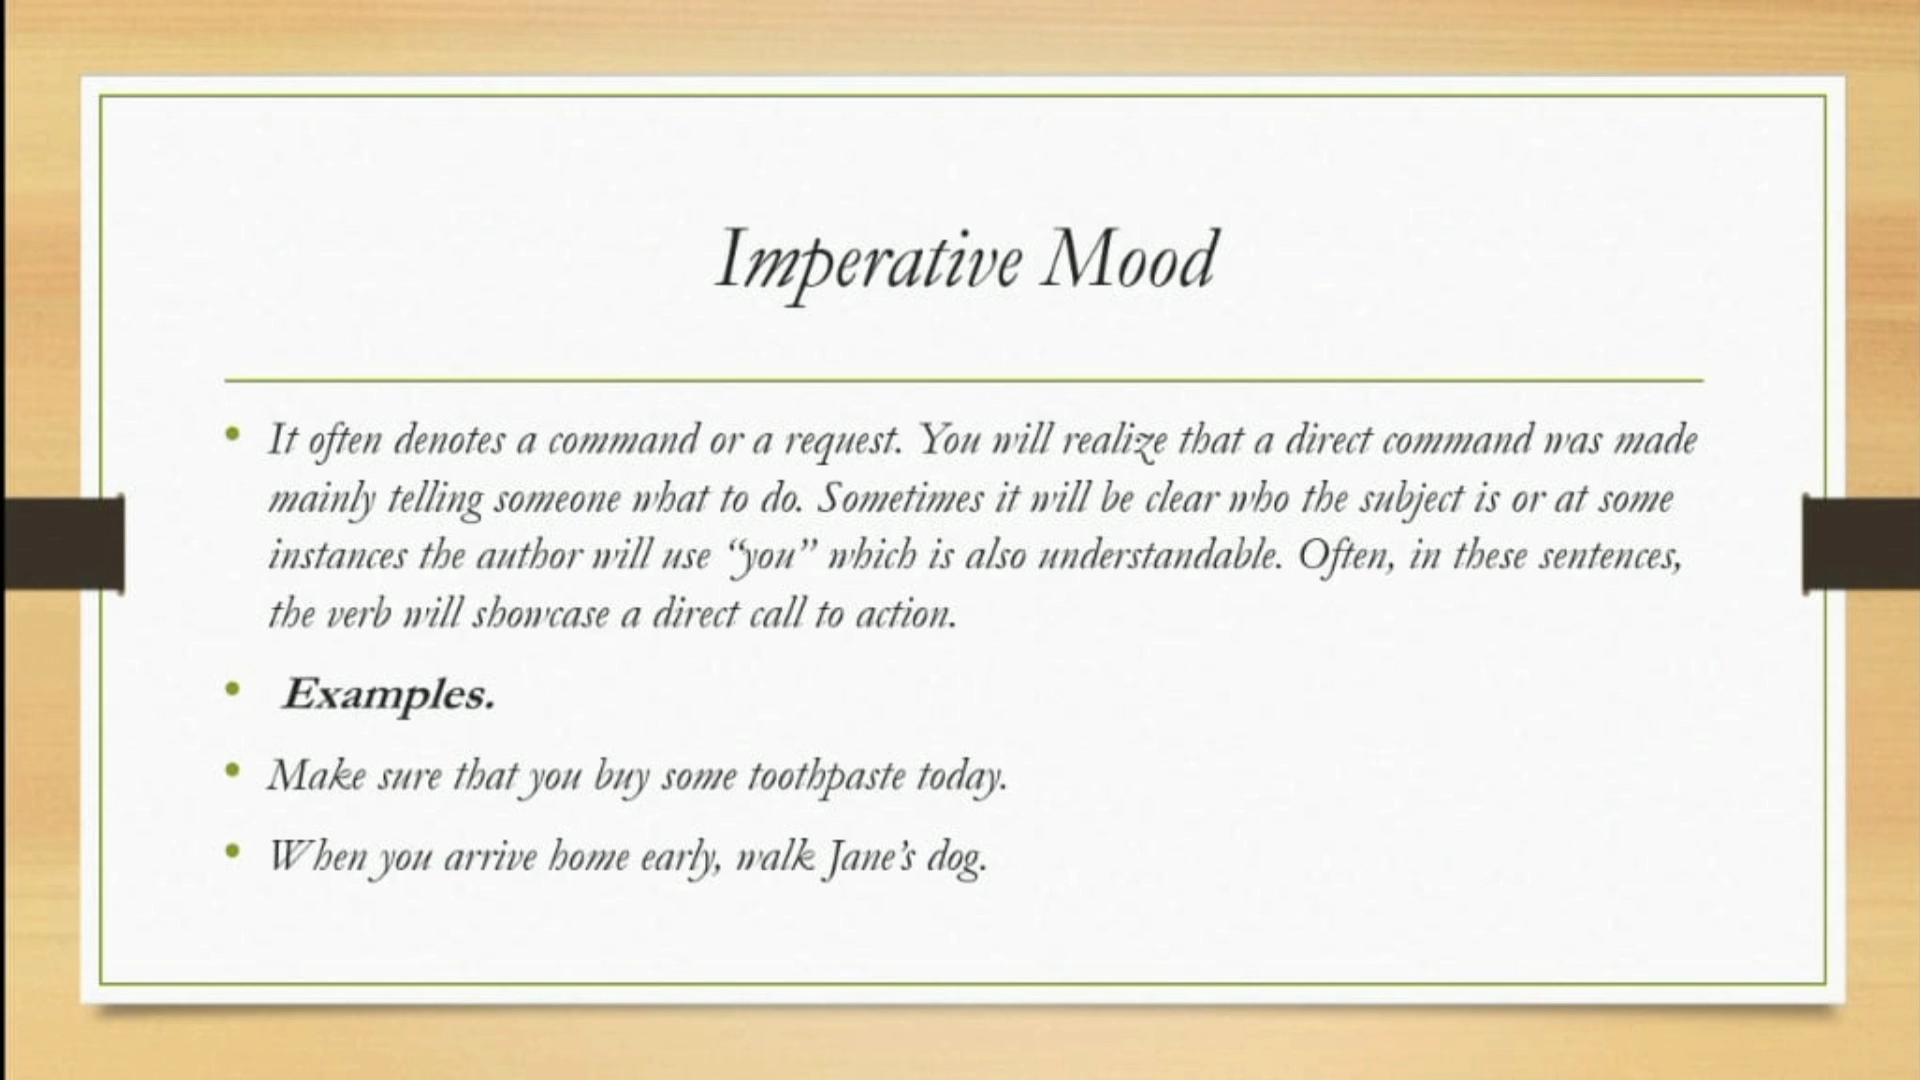 Imperative Mood
It often denotes a command or a request. You will realize that a direct command was made
mainly telling someone what to do. Sometimes it will be clear who the subject is or at some
instances the author will use “you” which is also understandable. Often, in these sentences,
the verb will showcase a direct call to action.
Examples.
Make sure that you buy some toothpaste today.
When you arrive home early, walk Jane’s dog.